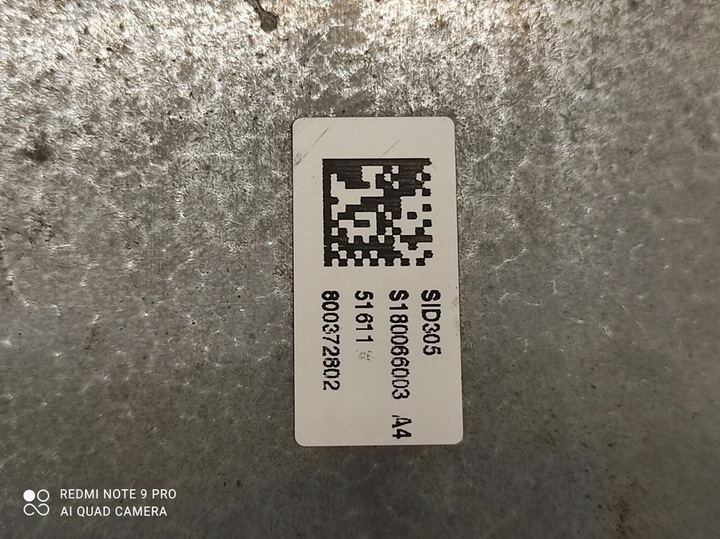 SID305
S180066003 A4
51611
800372802
REDMI NOTE 9 PRO
AI QUAD CAMERA